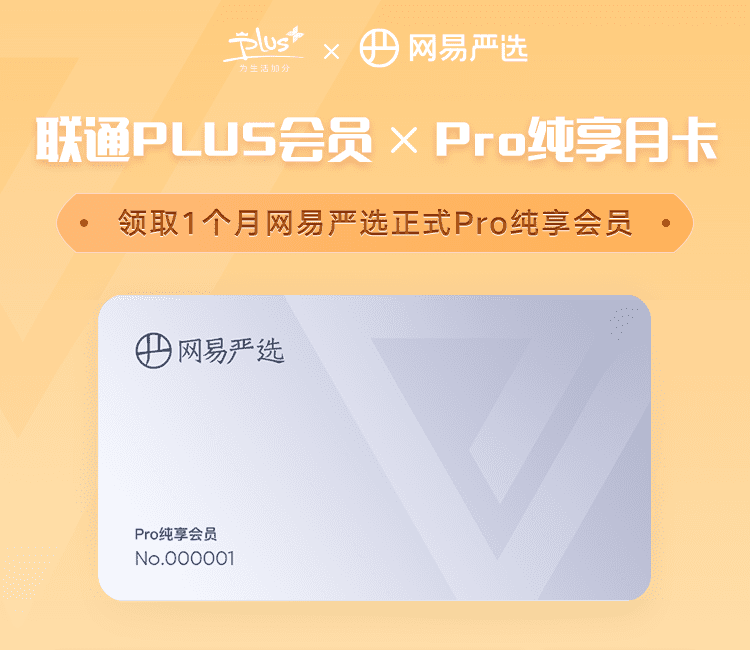 Plus+ × 网易严选
为生活加分
联通PLUS会员 × Pro纯享月卡
· 领取1个月网易严选正式Pro纯享会员 ·
网易严选
Pro纯享会员
No.000001